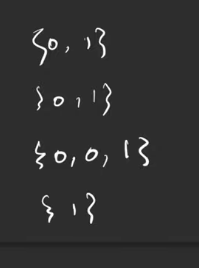 {0, 1}
{0, 1}
{0, 0, 1}
{ 1}